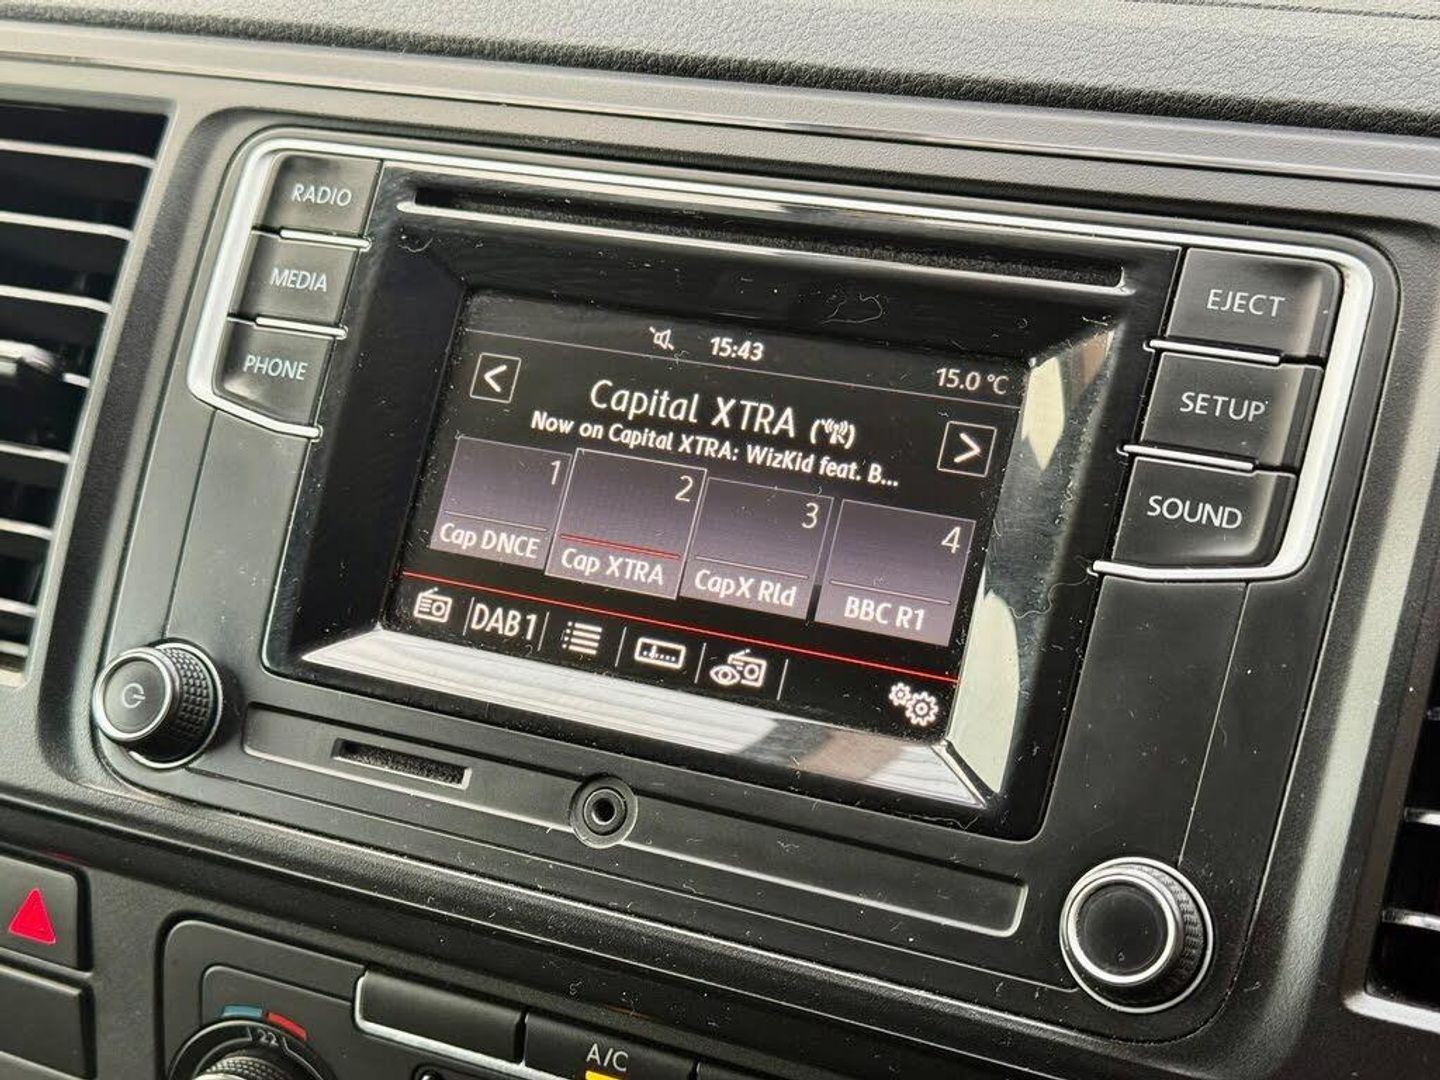 RADIO
MEDIA
PHONE
EJECT
SETUP
SOUND
15:43
15.0 °C
<
Capital XTRA
>
Now on Capital XTRA: WizKid feat. B...
1
2
3
4
Cap DNCE
Cap XTRA
CapX Rld
BBC R1
DAB1
22
A/C